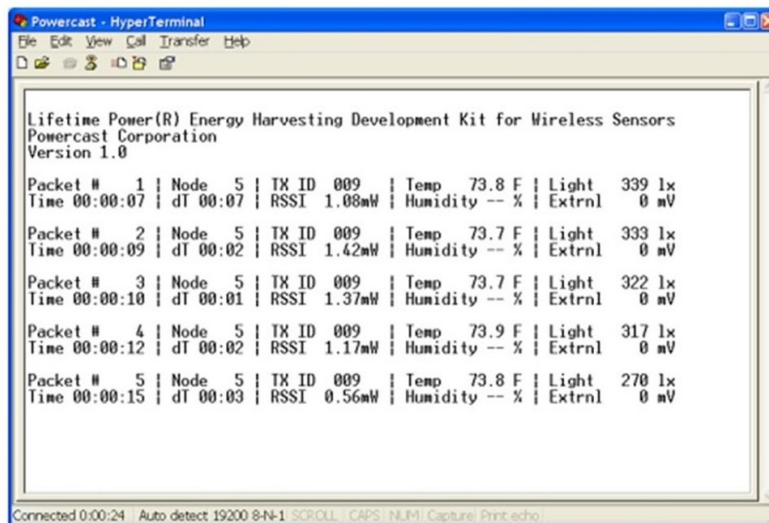 Powercast - HyperTerminal
File Edit View Call Transfer Help
Lifetime Power(R) Energy Harvesting Development Kit for Wireless Sensors
Powercast Corporation
Version 1.0
Packet # 1 | Node 5 | TX ID 009 | Temp 73.8 F | Light 339 lx
Time 00:00:07 | dT 00:07 | RSSI 1.08mW | Humidity -- % | Extrnl 0 mV
Packet # 2 | Node 5 | TX ID 009 | Temp 73.7 F | Light 333 lx
Time 00:00:09 | dT 00:02 | RSSI 1.42mW | Humidity -- % | Extrnl 0 mV
Packet # 3 | Node 5 | TX ID 009 | Temp 73.7 F | Light 322 lx
Time 00:00:10 | dT 00:01 | RSSI 1.37mW | Humidity -- % | Extrnl 0 mV
Packet # 4 | Node 5 | TX ID 009 | Temp 73.9 F | Light 317 lx
Time 00:00:12 | dT 00:02 | RSSI 1.17mW | Humidity -- % | Extrnl 0 mV
Packet # 5 | Node 5 | TX ID 009 | Temp 73.8 F | Light 270 lx
Time 00:00:15 | dT 00:03 | RSSI 0.56mW | Humidity -- % | Extrnl 0 mV
Connected 0:00:24 Auto detect 19200 8-N-1 SCROLL CAPS NUM Capture Print echo